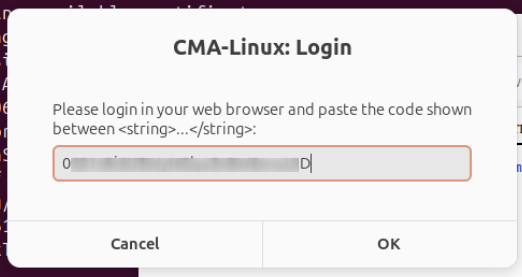 CMA-Linux: Login
Please login in your web browser and paste the code shown
between <string>...</string>:
Cancel
OK